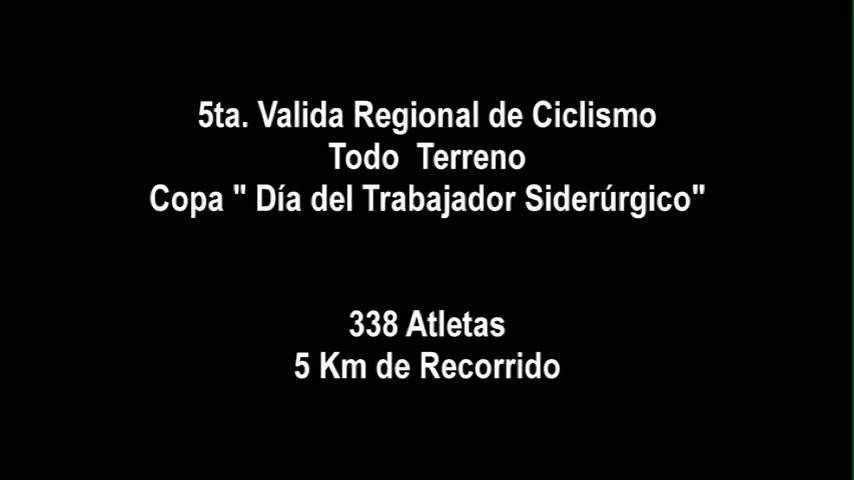 5ta. Valida Regional de Ciclismo
Todo  Terreno
Copa " Día del Trabajador Siderúrgico"
338 Atletas
5 Km de Recorrido